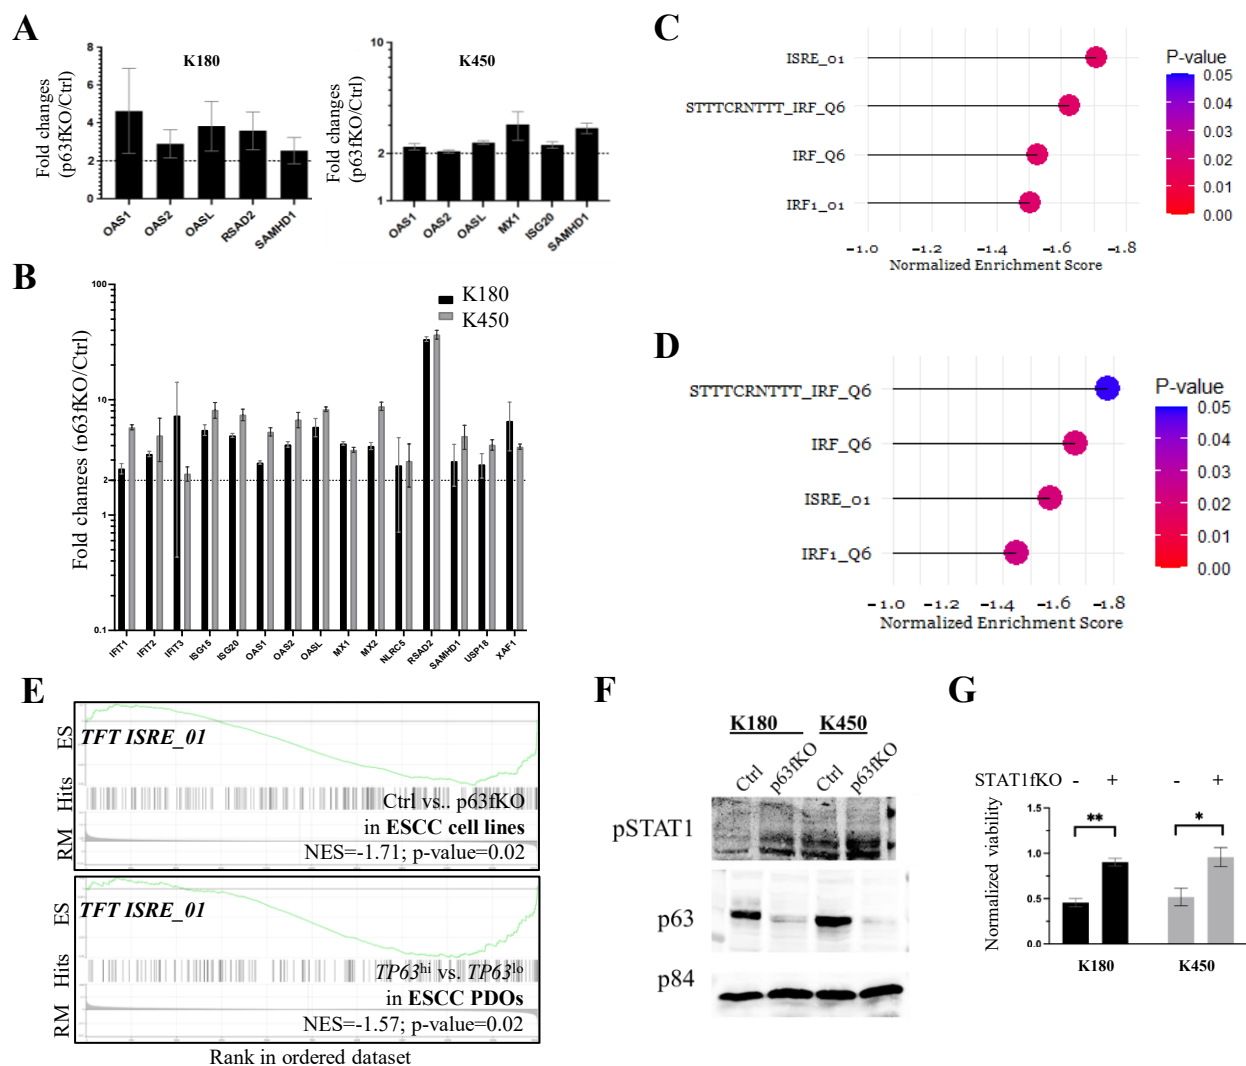 A
K180
Fold changes
(p63fKO/Ctrl)
8
6
4
2
0
OAS1
OAS2
OASL
RSAD2
SAMHD1
K450
Fold changes
(p63fKO/Ctrl)
10
2
1
OAS1
OAS2
OASL
MX1
ISG20
SAMHD1
B
Fold changes (p63fKO/Ctrl)
100
10
2
1
0.1
K180
K450
IFIT1
IFIT2
IFIT3
ISG15
ISG20
OAS1
OAS2
OASL
MX1
MX2
NLRC5
RSAD2
SAMHD1
USP18
XAF1
C
ISRE_01
STTTCRNTTT_IRF_Q6
IRF_Q6
IRF1_01
-1.0 -1.2 -1.4 -1.6 -1.8
Normalized Enrichment Score
P-value
0.05
0.04
0.03
0.02
0.01
0.00
D
STTTCRNTTT_IRF_Q6
IRF_Q6
ISRE_01
IRF1_Q6
-1.0 -1.2 -1.4 -1.6 -1.8
Normalized Enrichment Score
P-value
0.05
0.04
0.03
0.02
0.01
0.00
E
ES
TFT ISRE_01
Hits
Ctrl vs.. p63fKO
in ESCC cell lines
RM
NES=-1.71; p-value=0.02
ES
TFT ISRE_01
Hits
TP63hi vs. TP63lo
in ESCC PDOs
RM
NES=-1.57; p-value=0.02
Rank in ordered dataset
F
K180 K450
Ctrl
p63fKO
Ctrl
p63fKO
pSTAT1
p63
p84
G
STAT1fKO - + - +
Normalized viability
1.5
1.0
0.5
0.0
**
*
K180 K450